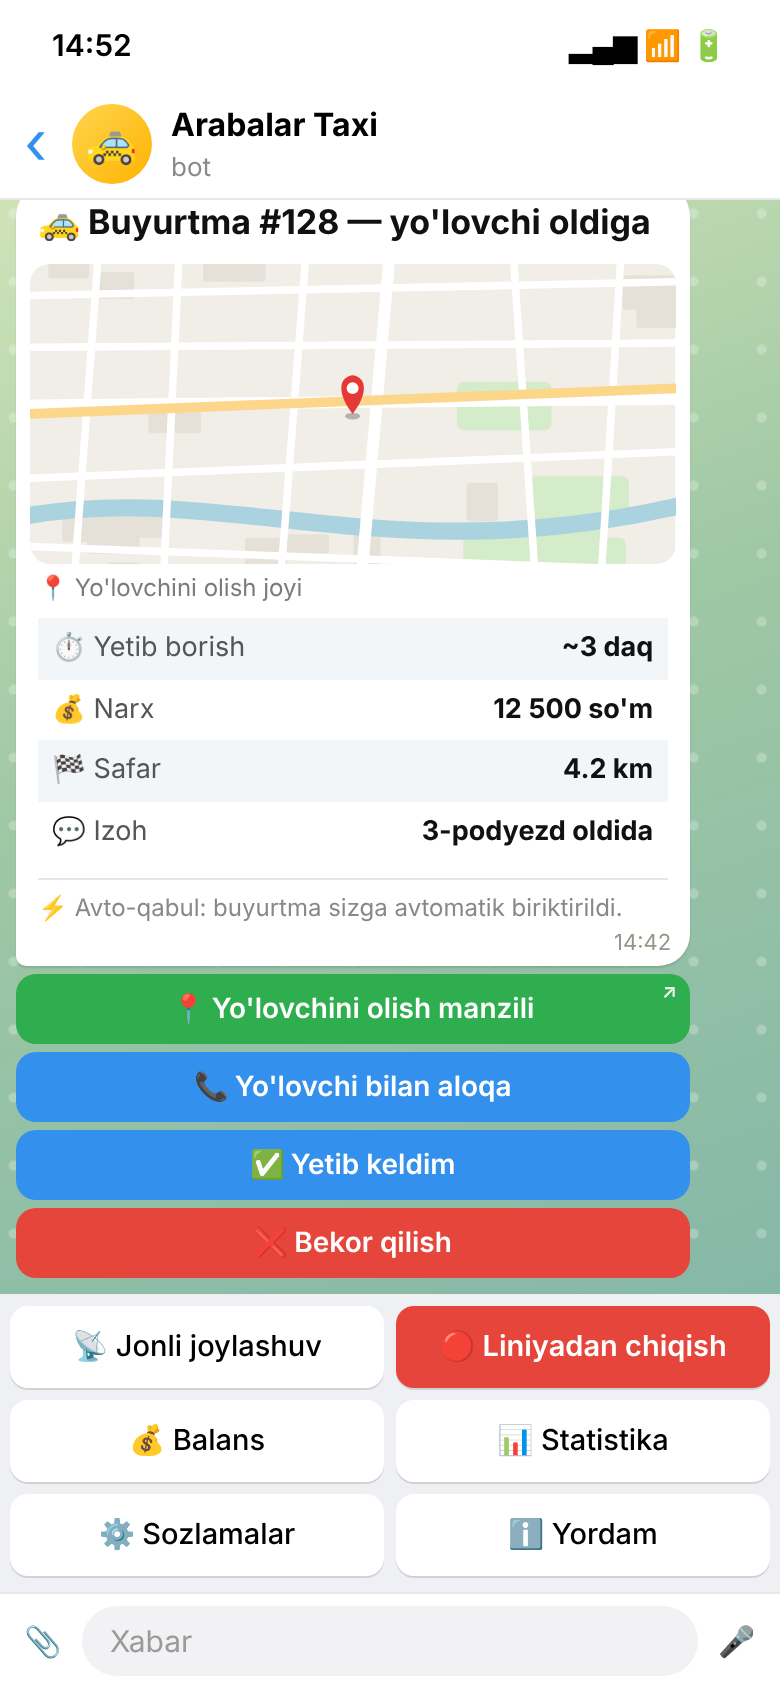 14:52
Arabalar Taxi
bot
🚕 Buyurtma #128 — yo'lovchi oldiga
📍 Yo'lovchini olish joyi
⏱️ Yetib borish ~3 daq
💰 Narx 12 500 so'm
🏁 Safar 4.2 km
💬 Izoh 3-podyezd oldida
⚡ Avto-qabul: buyurtma sizga avtomatik biriktirildi.
14:42
📍 Yo'lovchini olish manzili
📞 Yo'lovchi bilan aloqa
✅ Yetib keldim
❌ Bekor qilish
📡 Jonli joylashuv
🔴 Liniyadan chiqish
💰 Balans
📊 Statistika
⚙️ Sozlamalar
ℹ️ Yordam
Xabar